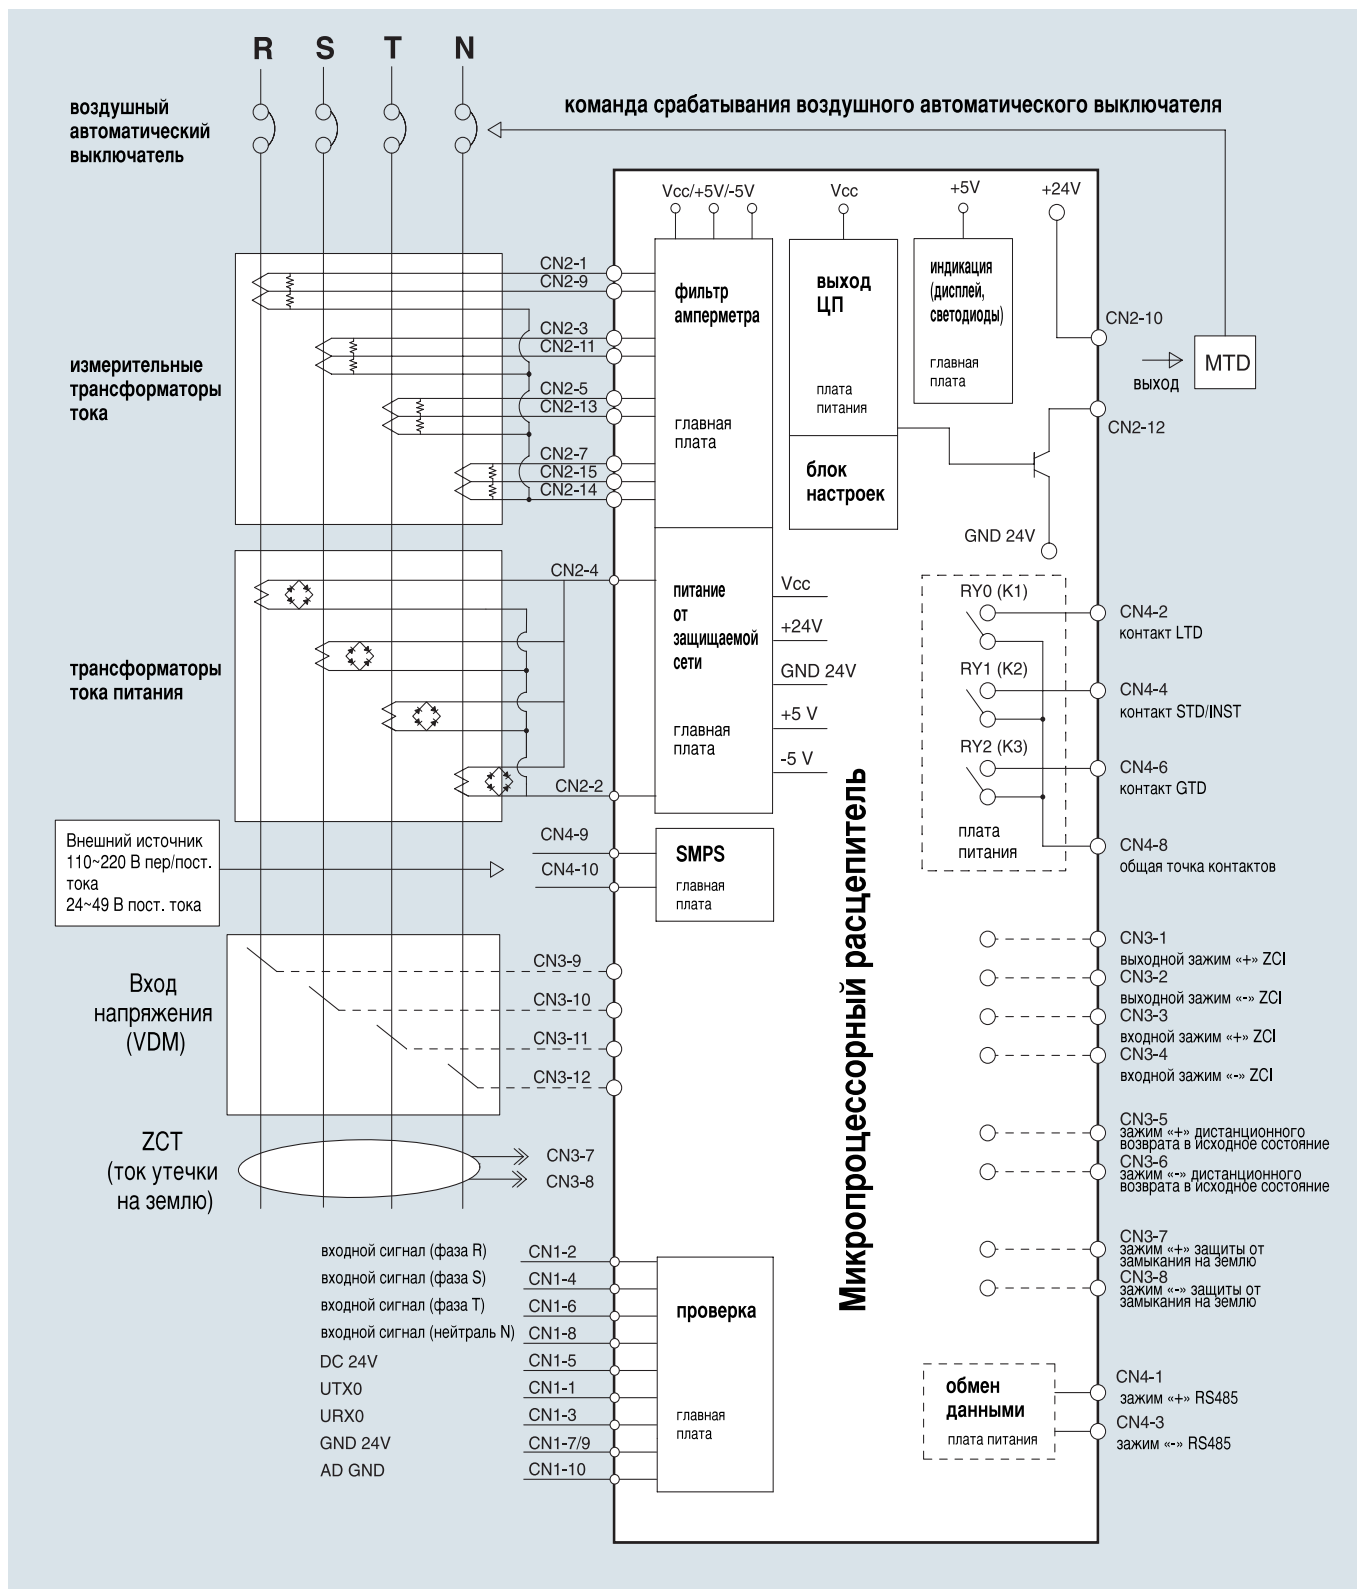 R S T N
воздушный
автоматический
выключатель
команда срабатывания воздушного автоматического выключателя
Vcc/+5V/-5V
Vcc
+5V
+24V
измерительные
трансформаторы
тока
CN2-1
CN2-9
CN2-3
CN2-11
CN2-5
CN2-13
CN2-7
CN2-15
CN2-14
фильтр
амперметра
главная
плата
выход
ЦП
плата
питания
блок
настроек
индикация
(дисплей,
светодиоды)
главная
плата
CN2-10
выход
MTD
CN2-12
GND 24V
трансформаторы
тока питания
CN2-4
CN2-2
питание
от
защищаемой
сети
главная
плата
Vcc
+24V
GND 24V
+5 V
-5 V
RY0 (K1)
RY1 (K2)
RY2 (K3)
плата
питания
CN4-2
контакт LTD
CN4-4
контакт STD/INST
CN4-6
контакт GTD
CN4-8
общая точка контактов
Внешний источник
110~220 В пер/пост.
тока
24~49 В пост. тока
CN4-9
CN4-10
SMPS
главная
плата
Микропроцессорный расцепитель
Вход
напряжения
(VDM)
CN3-9
CN3-10
CN3-11
CN3-12
CN3-1
выходной зажим «+» ZCI
CN3-2
выходной зажим «-» ZCI
CN3-3
входной зажим «+» ZCI
CN3-4
входной зажим «-» ZCI
CN3-5
зажим «+» дистанционного
возврата в исходное состояние
CN3-6
зажим «-» дистанционного
возврата в исходное состояние
CN3-7
зажим «+» защиты от
замыкания на землю
CN3-8
зажим «-» защиты от
замыкания на землю
ZCT
(ток утечки
на землю)
CN3-7
CN3-8
входной сигнал (фаза R) CN1-2
входной сигнал (фаза S) CN1-4
входной сигнал (фаза T) CN1-6
входной сигнал (нейтраль N) CN1-8
DC 24V CN1-5
UTX0 CN1-1
URX0 CN1-3
GND 24V CN1-7/9
AD GND CN1-10
проверка
главная
плата
обмен
данными
плата питания
CN4-1
зажим «+» RS485
CN4-3
зажим «-» RS485